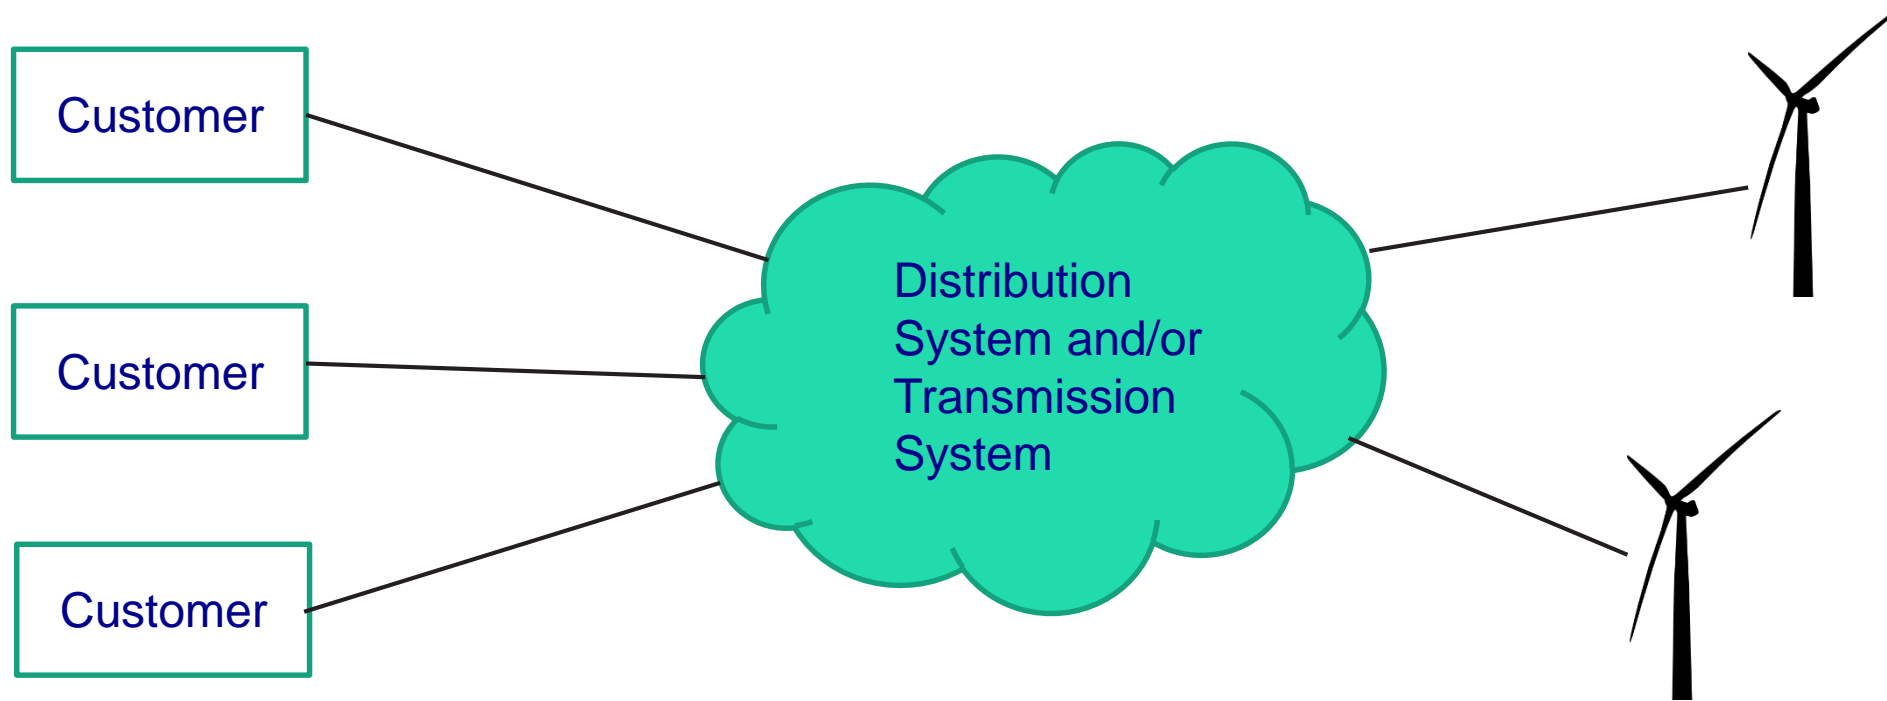 Customer
Customer
Customer
Distribution
System and/or
Transmission
System